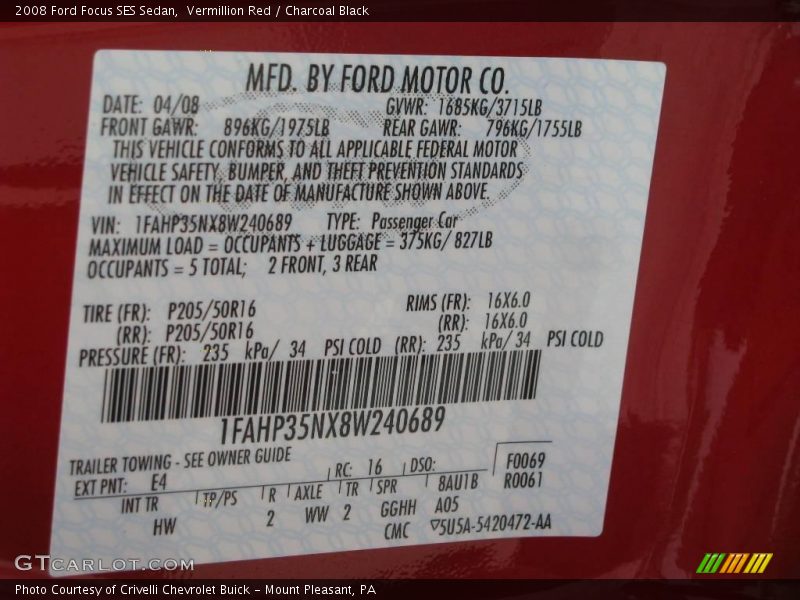 2008 Ford Focus SES Sedan,  Vermillion Red / Charcoal Black
MFD. BY FORD MOTOR CO.
DATE: 04/08 GVWR: 1685KG/3715LB
FRONT GAWR: 896KG/1975LB REAR GAWR: 796KG/1755LB
THIS VEHICLE CONFORMS TO ALL APPLICABLE FEDERAL MOTOR
VEHICLE SAFETY, BUMPER, AND THEFT PREVENTION STANDARDS
IN EFFECT ON THE DATE OF MANUFACTURE SHOWN ABOVE.
VIN: 1FAHP35NX8W240689 TYPE: Passenger Car
MAXIMUM LOAD = OCCUPANTS + LUGGAGE = 375KG/ 827LB
OCCUPANTS = 5 TOTAL; 2 FRONT, 3 REAR
TIRE (FR): P205/50R16 RIMS (FR): 16X6.0
(RR): P205/50R16 (RR): 16X6.0
PRESSURE (FR): 235 kPa/ 34 PSI COLD (RR): 235 kPa/ 34 PSI COLD
1FAHP35NX8W240689
TRAILER TOWING - SEE OWNER GUIDE
EXT PNT: E4 RC: 16 DSO: F0069
INT TR TP/PS R AXLE TR SPR 8AU1B R0061
HW 2 WW 2 GGHH A05
CMC 5U5A-5420472-AA
GTCARLOT.COM
Photo Courtesy of Crivelli Chevrolet Buick - Mount Pleasant, PA